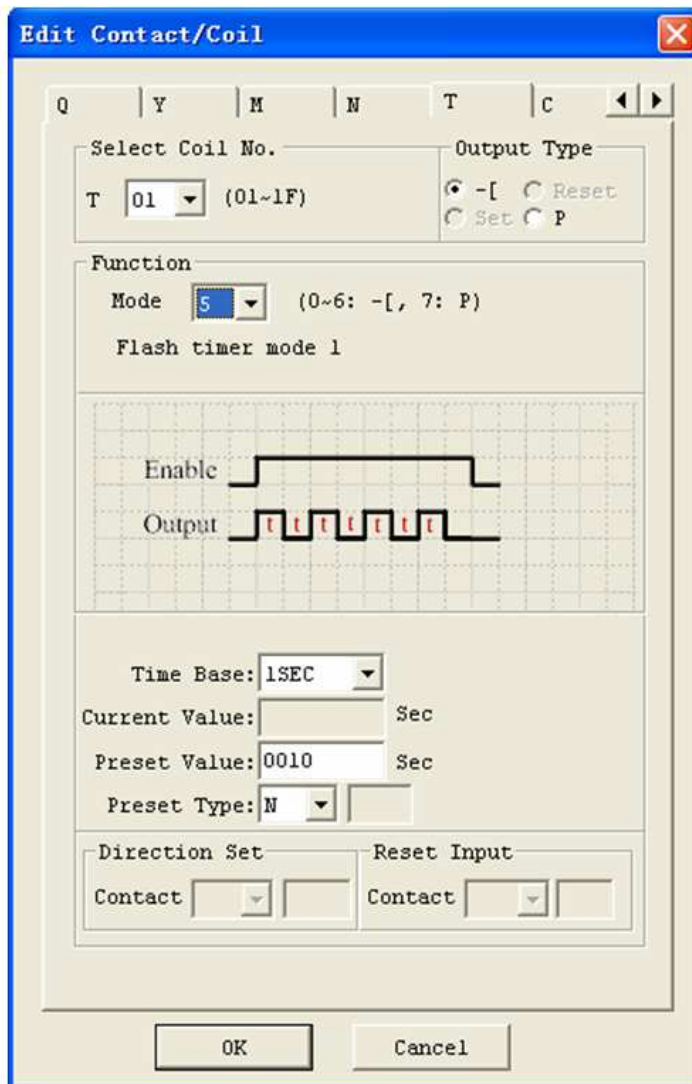 Edit Contact/Coil
Q Y M N T C
Select Coil No.
T 01 (01~1F)
Output Type
-[ Reset
Set P
Function
Mode 5 (0~6: -[, 7: P)
Flash timer mode 1
Enable
Output t t t t t t t
Time Base: 1SEC
Current Value: Sec
Preset Value: 0010 Sec
Preset Type: N
Direction Set
Contact
Reset Input
Contact
OK Cancel